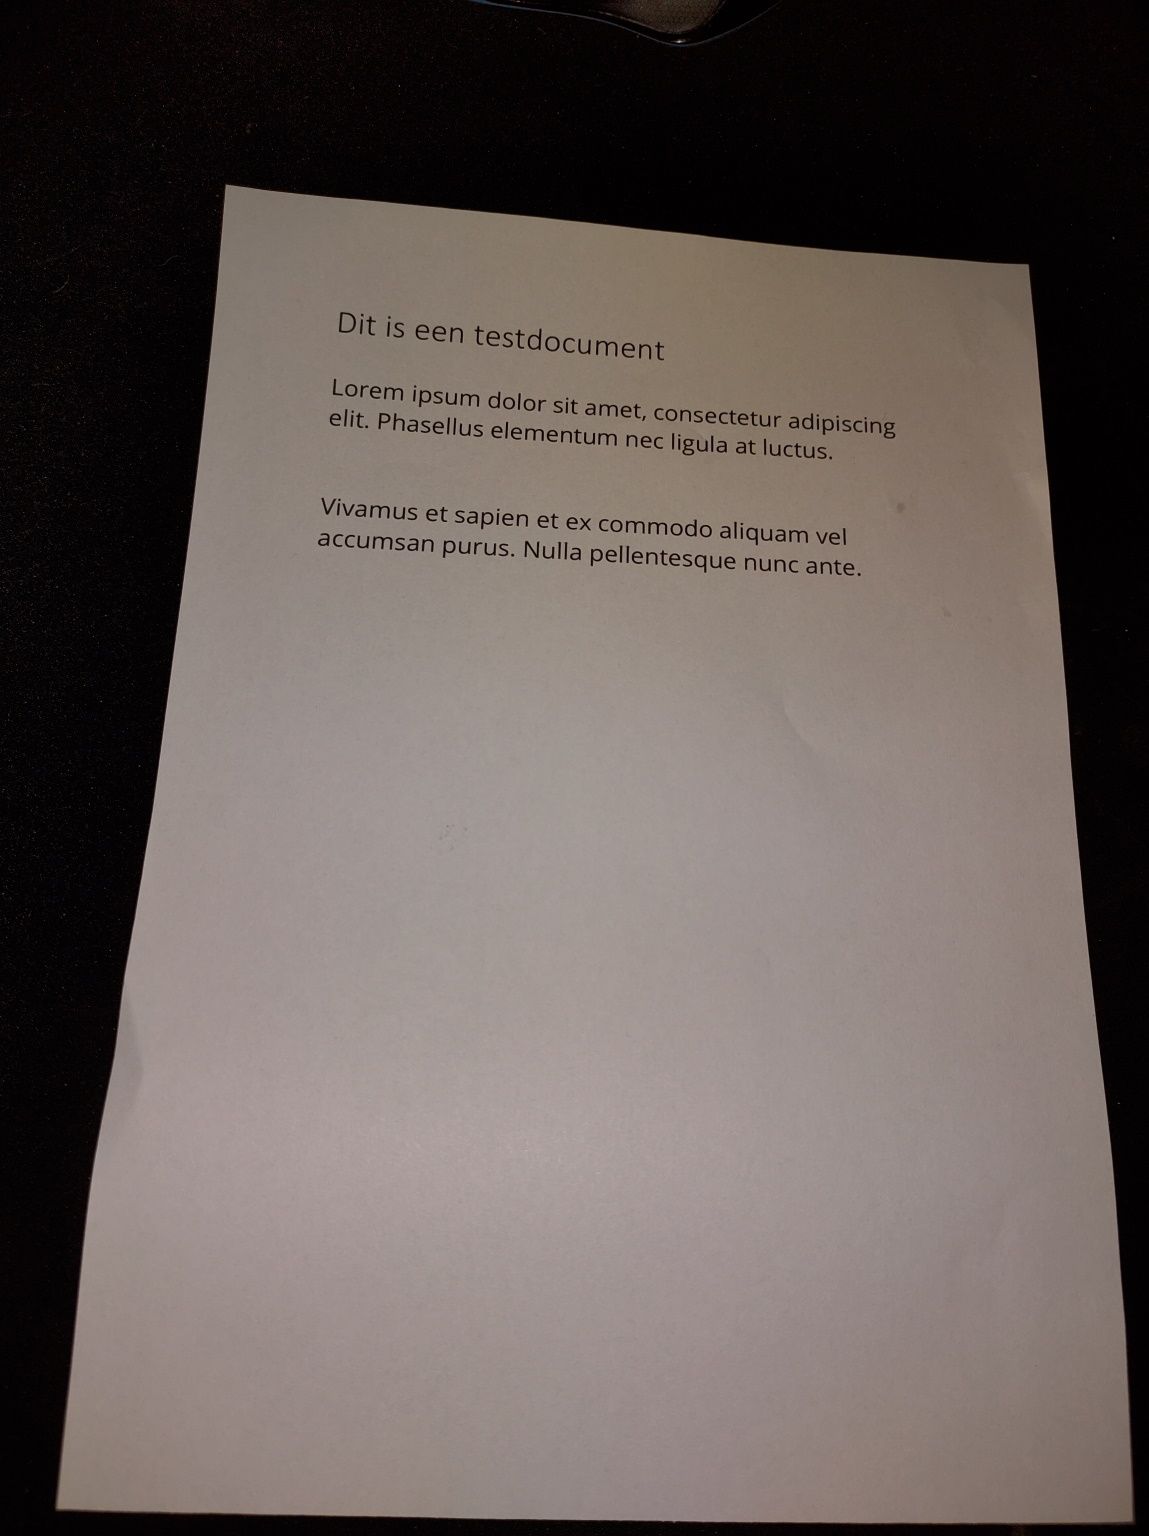 Dit is een testdocument
Lorem ipsum dolor sit amet, consectetur adipiscing
elit. Phasellus elementum nec ligula at luctus.
Vivamus et sapien et ex commodo aliquam vel
accumsan purus. Nulla pellentesque nunc ante.